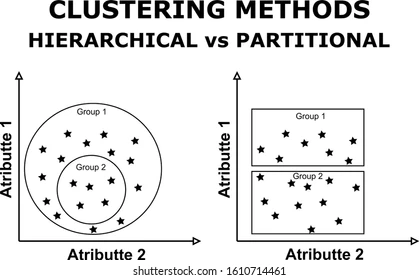 CLUSTERING METHODS
HIERARCHICAL vs PARTITIONAL
Atributte 1
Group 1
Group 2
Atributte 2
Atributte 1
Group 1
Group 2
Atributte 2
shutterstock.com · 1610714461